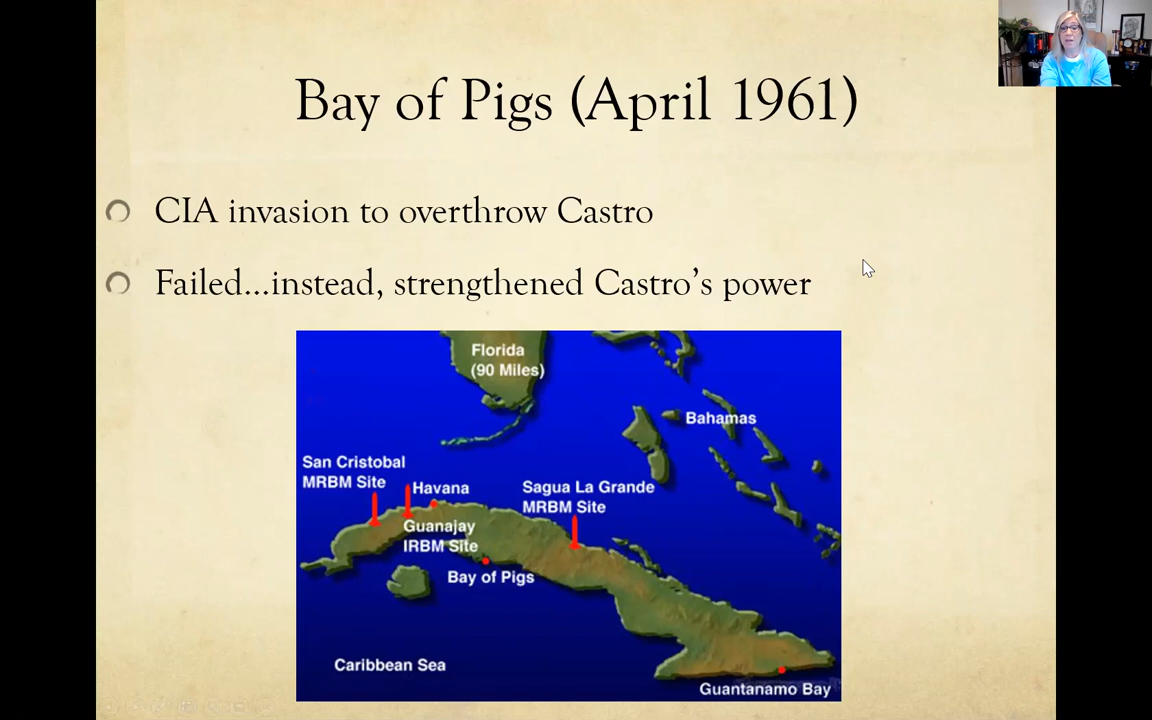 Bay of Pigs (April 1961)
CIA invasion to overthrow Castro
Failed...instead, strengthened Castro's power
Florida
(90 Miles)
Bahamas
San Cristobal
MRBM Site
Havana
Sagua La Grande
MRBM Site
Guanajay
IRBM Site
Bay of Pigs
Caribbean Sea
Guantanamo Bay